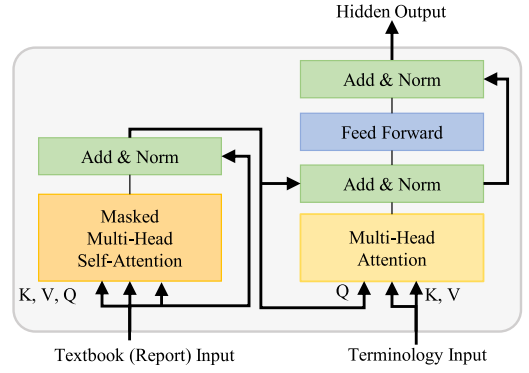 Hidden Output
Add & Norm
Feed Forward
Add & Norm
Add & Norm
Masked
Multi-Head
Self-Attention
Multi-Head
Attention
K, V, Q
Q
K, V
Textbook (Report) Input
Terminology Input